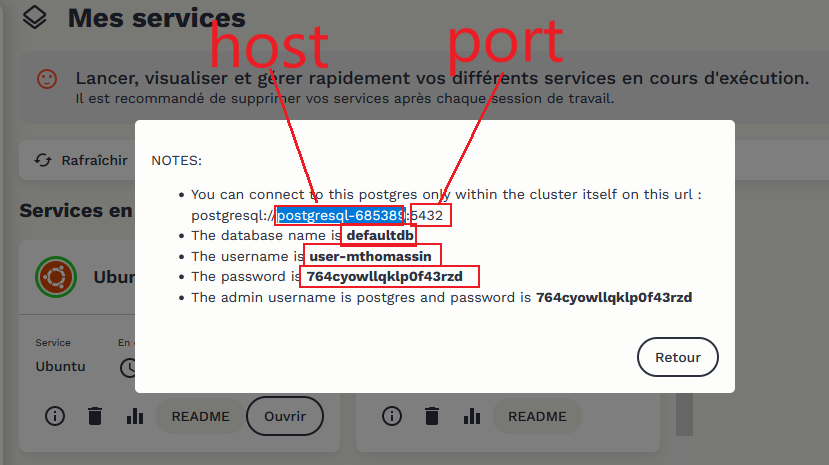 Mes services
host
port
Lancer, visualiser et gérer rapidement vos différents services en cours d'exécution.
Il est recommandé de supprimer vos services après chaque session de travail.
Rafraîchir
NOTES:
You can connect to this postgres only within the cluster itself on this url :
postgresql://postgresql-685389:5432
The database name is defaultdb
The username is user-mthomassin
The password is 764cyowllqklp0f43rzd
The admin username is postgres and password is 764cyowllqklp0f43rzd
Retour
Services en
Ubun
Service
En
Ubuntu
README
Ouvrir
README